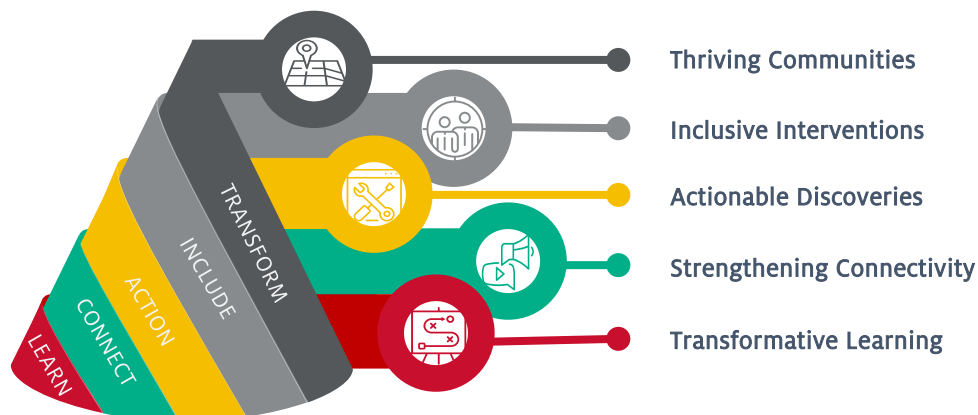 Thriving Communities
Inclusive Interventions
Actionable Discoveries
Strengthening Connectivity
Transformative Learning
TRANSFORM
INCLUDE
ACTION
CONNECT
LEARN